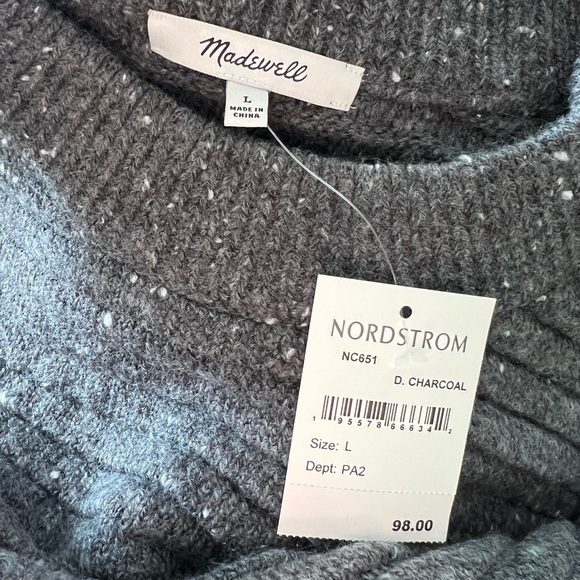 Madewell
L
MADE IN
CHINA
NORDSTROM
NC651
D. CHARCOAL
1 95578 66634 2
Size: L
Dept: PA2
98.00